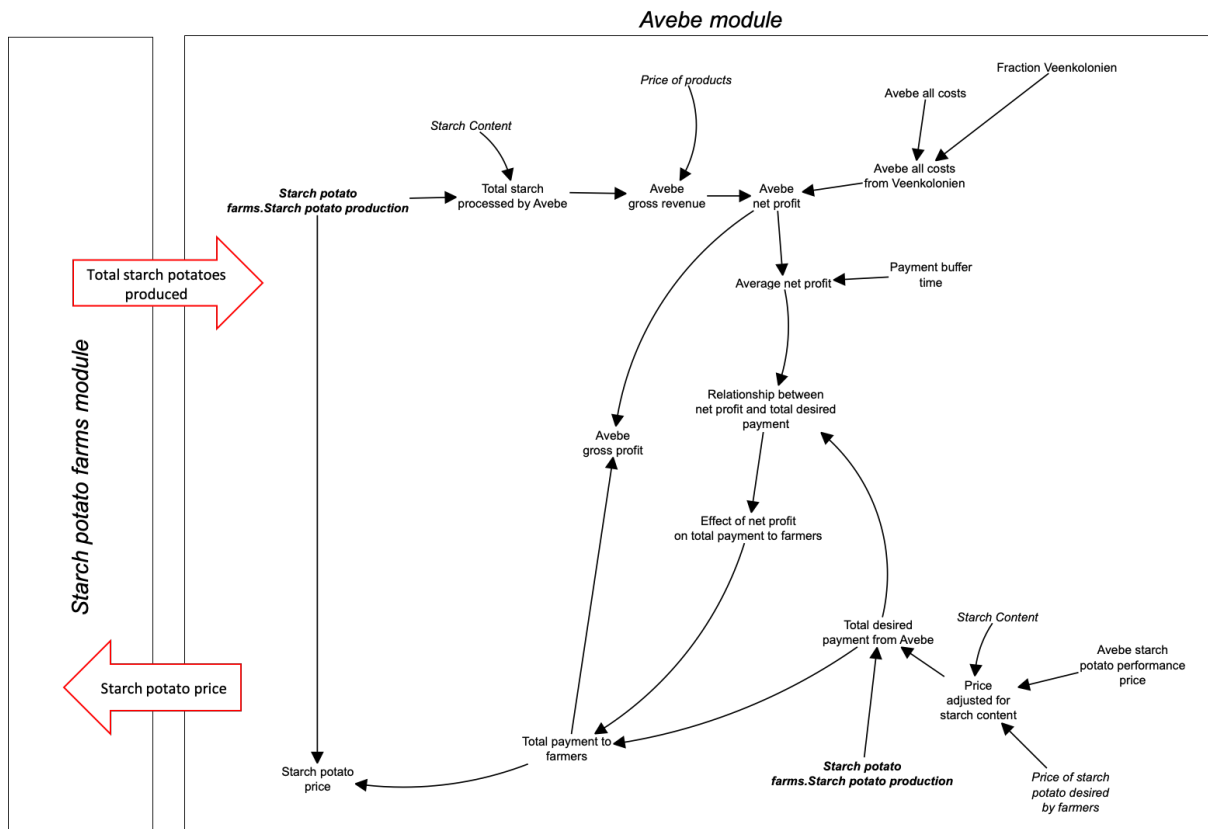 Avebe module
Fraction Veenkolonien
Price of products
Avebe all costs
Starch Content
Avebe all costs
from Veenkolonien
Starch potato
farms.Starch potato production
Total starch
processed by Avebe
Avebe
gross revenue
Avebe
net profit
Total starch potatoes
produced
Average net profit
Payment buffer
time
Starch potato farms module
Relationship between
net profit and total desired
payment
Avebe
gross profit
Effect of net profit
on total payment to farmers
Starch potato price
Total desired
payment from Avebe
Starch Content
Avebe starch
potato performance
price
Price
adjusted for
starch content
Total payment to
farmers
Starch potato
price
Starch potato
farms.Starch potato production
Price of starch
potato desired
by farmers